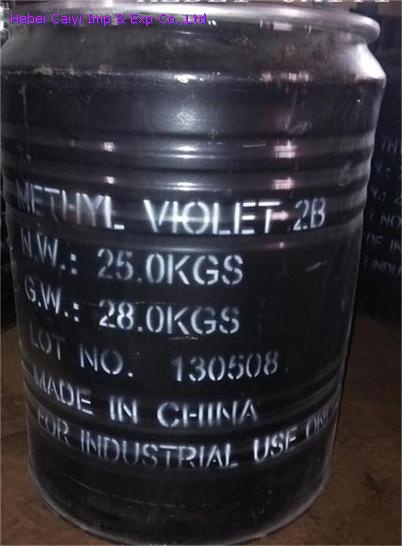 Hebei Caiyi Imp & Exp Co.,Ltd.
METHYL VIOLET 2B
N.W.: 25.0KGS
G.W.: 28.0KGS
LOT NO. 130508
MADE IN CHINA
FOR INDUSTRIAL USE ONLY